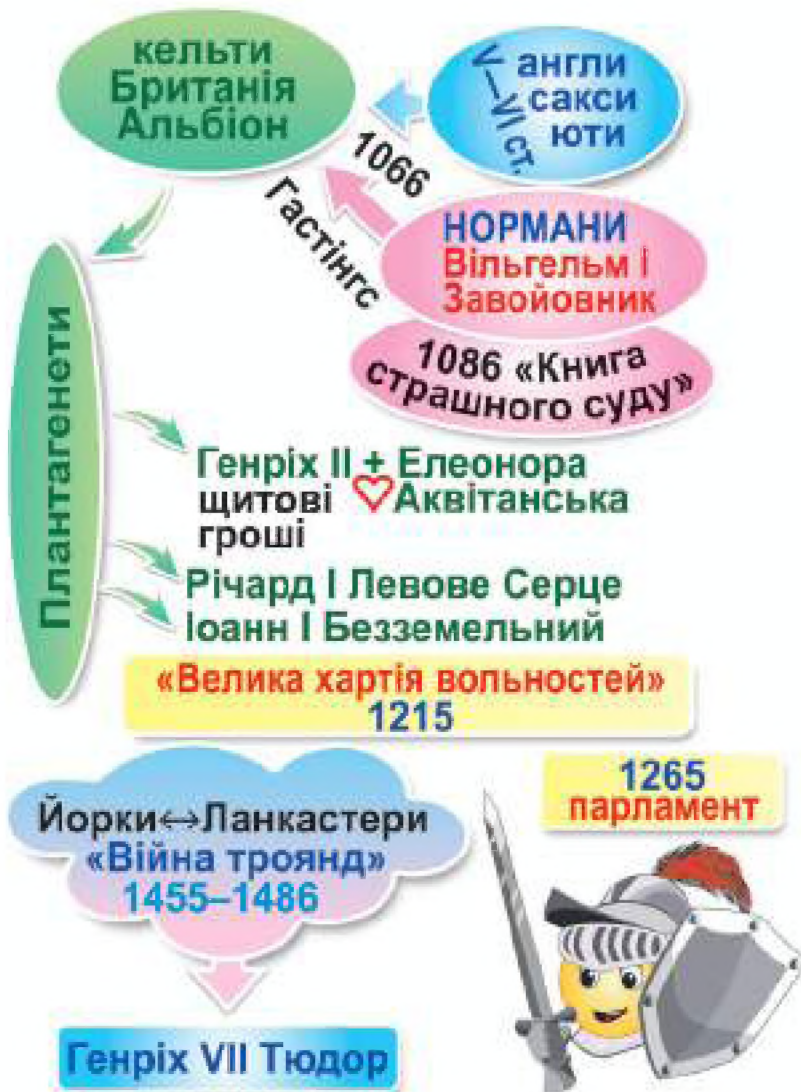 кельти
Британія
Альбіон
V–VI ст.
англи
сакси
юти
1066
Гастінгс
НОРМАНИ
Вільгельм І
Завойовник
1086 «Книга
страшного суду»
Плантагенети
Генріх ІІ + Елеонора
щитові Аквітанська
гроші
Річард І Левове Серце
Іоанн І Безземельний
«Велика хартія вольностей»
1215
1265
парламент
Йорки↔Ланкастери
«Війна троянд»
1455–1486
Генріх VII Тюдор